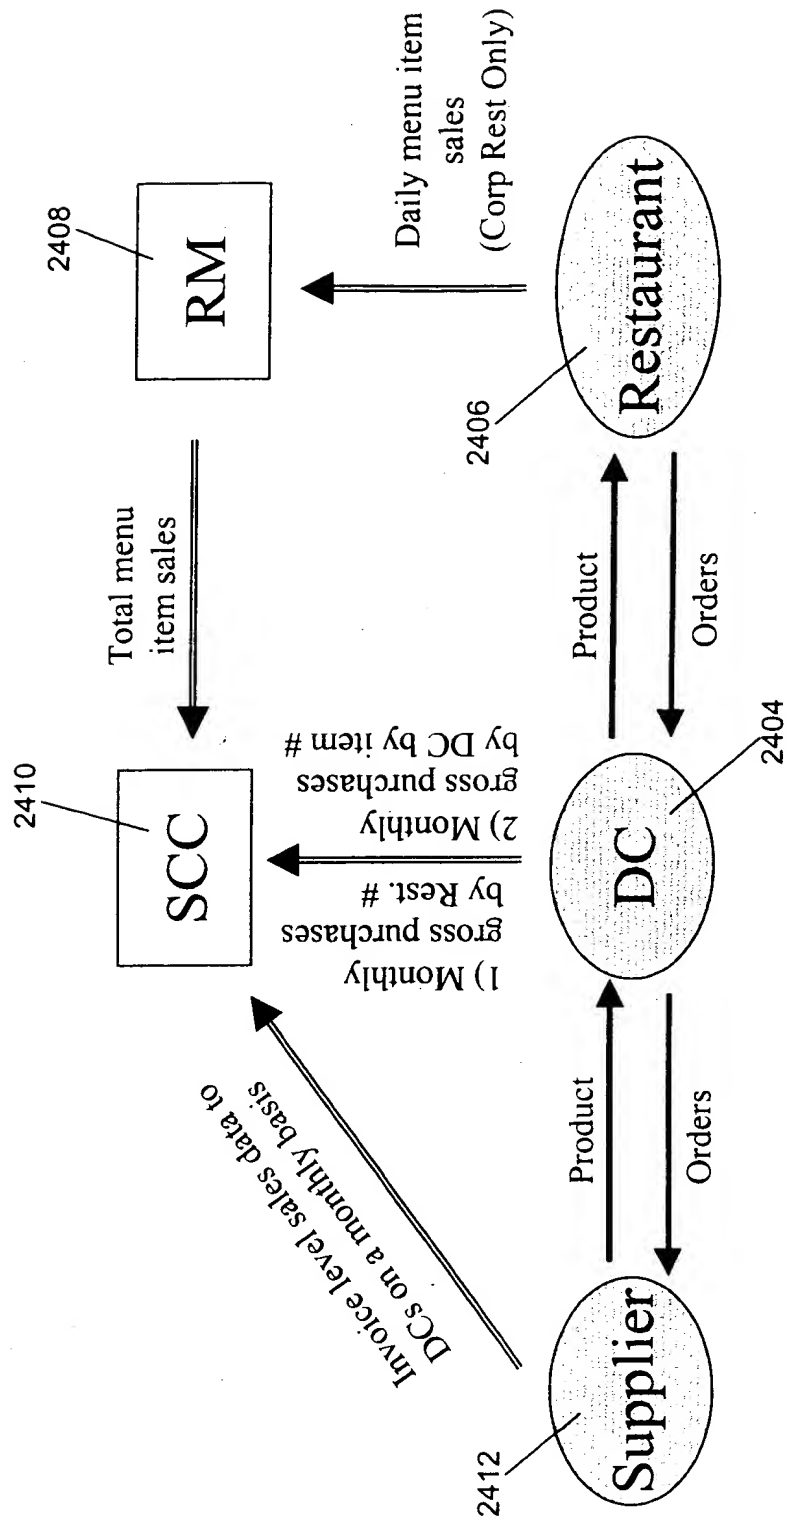 2410
SCC
Total menu
item sales
2408
RM
Invoice level sales data to
DCs on a monthly basis
1) Monthly
gross purchases
by Rest. #
2) Monthly
gross purchases
by DC by item #
Daily menu item
sales
(Corp Rest Only)
2412
Supplier
Product
Orders
DC
2404
Product
Orders
2406
Restaurant